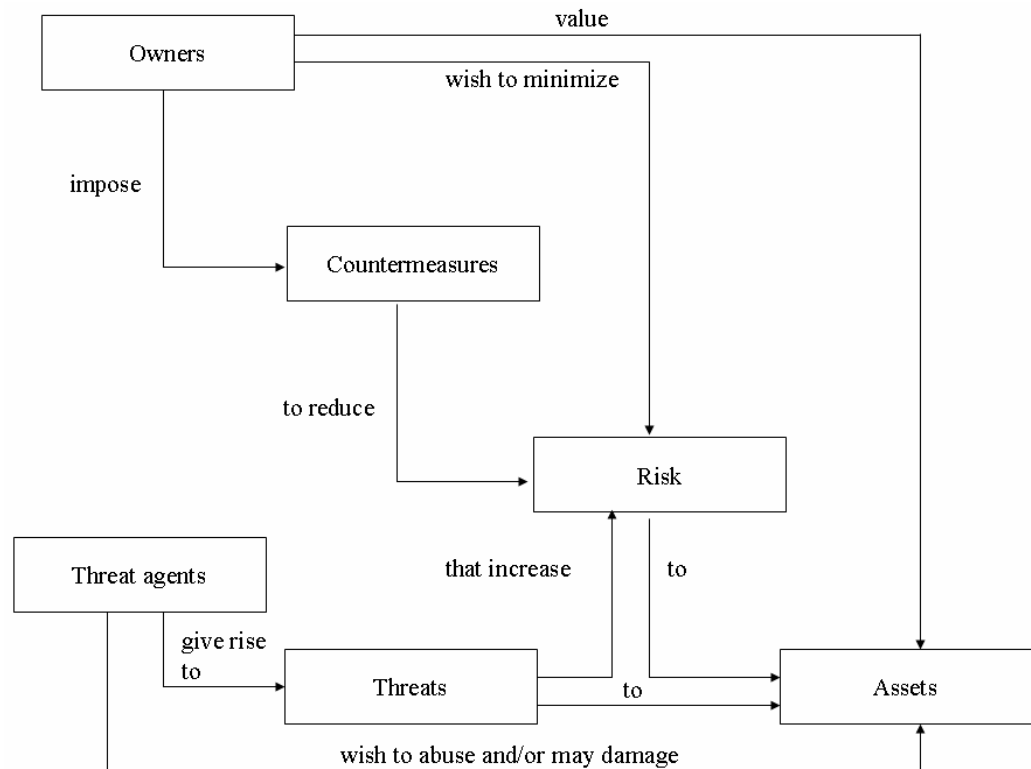 value
Owners
wish to minimize
impose
Countermeasures
to reduce
Risk
Threat agents
that increase
to
give rise
to
Threats
to
Assets
wish to abuse and/or may damage